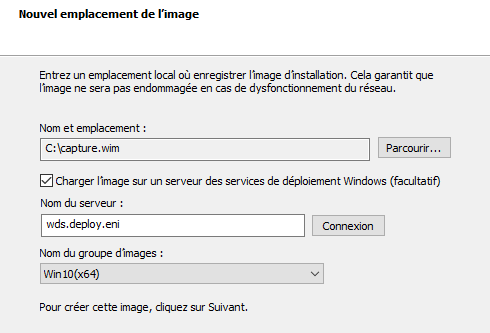 Nouvel emplacement de l'image
Entrez un emplacement local où enregistrer l'image d'installation. Cela garantit que
l'image ne sera pas endommagée en cas de dysfonctionnement du réseau.
Nom et emplacement :
C:\capture.wim
Parcourir...
Charger l'image sur un serveur des services de déploiement Windows (facultatif)
Nom du serveur :
wds.deploy.eni
Connexion
Nom du groupe d'images :
Win10(x64)
Pour créer cette image, cliquez sur Suivant.